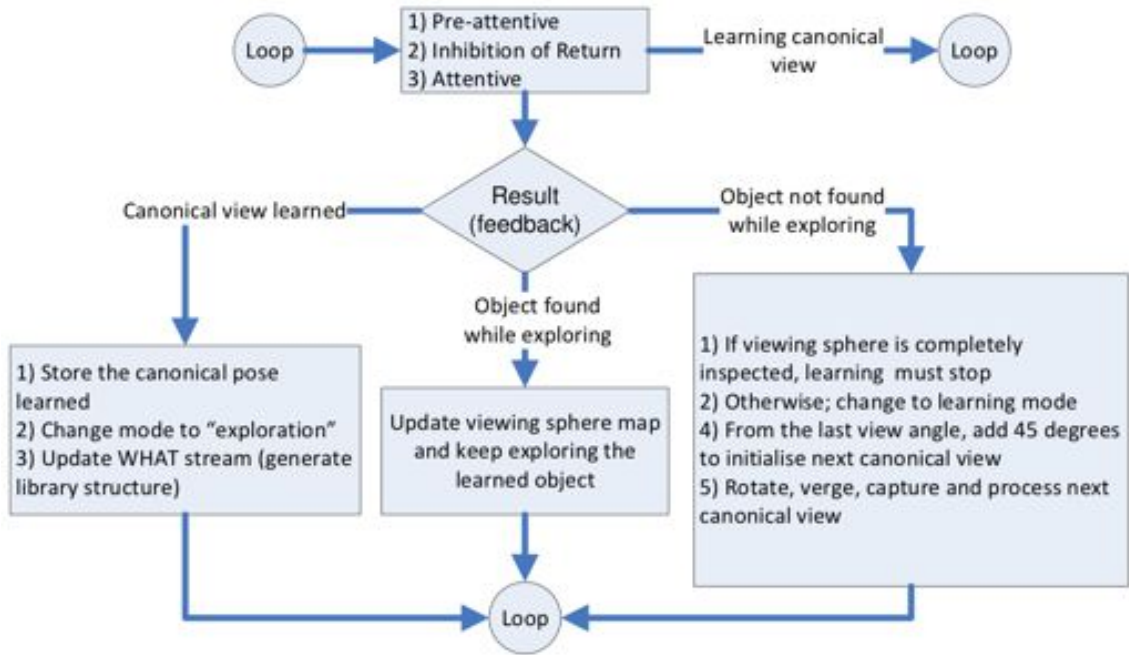 Loop
1) Pre-attentive
2) Inhibition of Return
3) Attentive
Learning canonical
view
Loop
Result
(feedback)
Canonical view learned
Object not found
while exploring
Object found
while exploring
1) Store the canonical pose
learned
2) Change mode to “exploration”
3) Update WHAT stream (generate
library structure)
Update viewing sphere map
and keep exploring the
learned object
1) If viewing sphere is completely
inspected, learning must stop
2) Otherwise; change to learning mode
4) From the last view angle, add 45 degrees
to initialise next canonical view
5) Rotate, verge, capture and process next
canonical view
Loop